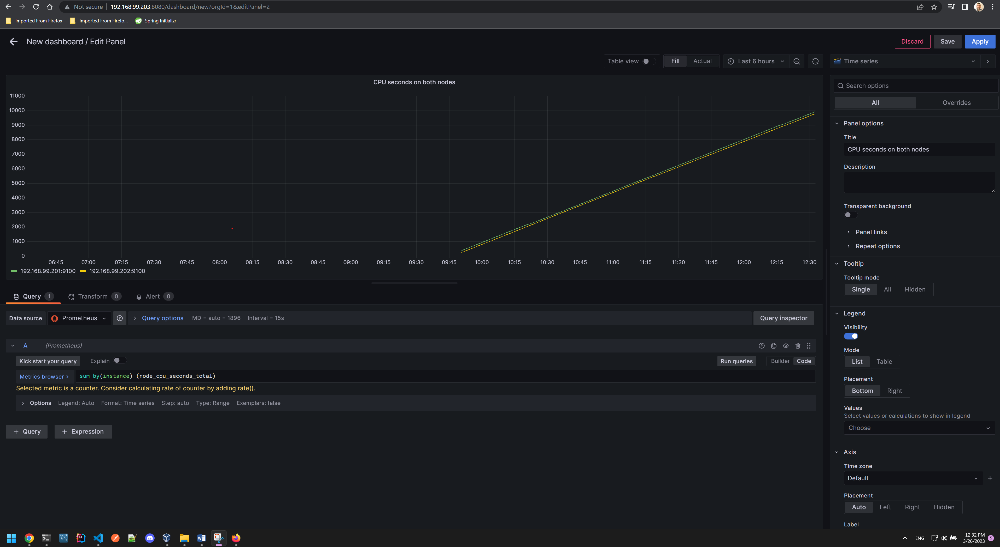 Not secure | 192.168.99.203:8080/dashboard/new?orgId=1&editPanel=2
Imported From Firefox Imported From Firefo... Spring Initializr
New dashboard / Edit Panel Discard Save Apply
Table view Fill Actual Last 6 hours Time series
CPU seconds on both nodes
11000
10000
9000
8000
7000
6000
5000
4000
3000
2000
1000
0
06:45 07:00 07:15 07:30 07:45 08:00 08:15 08:30 08:45 09:00 09:15 09:30 09:45 10:00 10:15 10:30 10:45 11:00 11:15 11:30 11:45 12:00 12:15 12:30
192.168.99.201:9100 192.168.99.202:9100
Query 1 Transform 0 Alert 0
Data source Prometheus Query options MD = auto = 1896 Interval = 15s Query inspector
A (Prometheus)
Kick start your query Explain Run queries Builder Code
Metrics browser > sum by(instance) (node_cpu_seconds_total)
Selected metric is a counter. Consider calculating rate of counter by adding rate().
Options Legend: Auto Format: Time series Step: auto Type: Range Exemplars: false
+ Query + Expression
Search options
All Overrides
Panel options
Title
CPU seconds on both nodes
Description
Transparent background
Panel links
Repeat options
Tooltip
Tooltip mode
Single All Hidden
Legend
Visibility
Mode
List Table
Placement
Bottom Right
Values
Select values or calculations to show in legend
Choose
Axis
Time zone
Default
Placement
Auto Left Right Hidden
Label
ENG 12:32 PM
3/26/2023 5